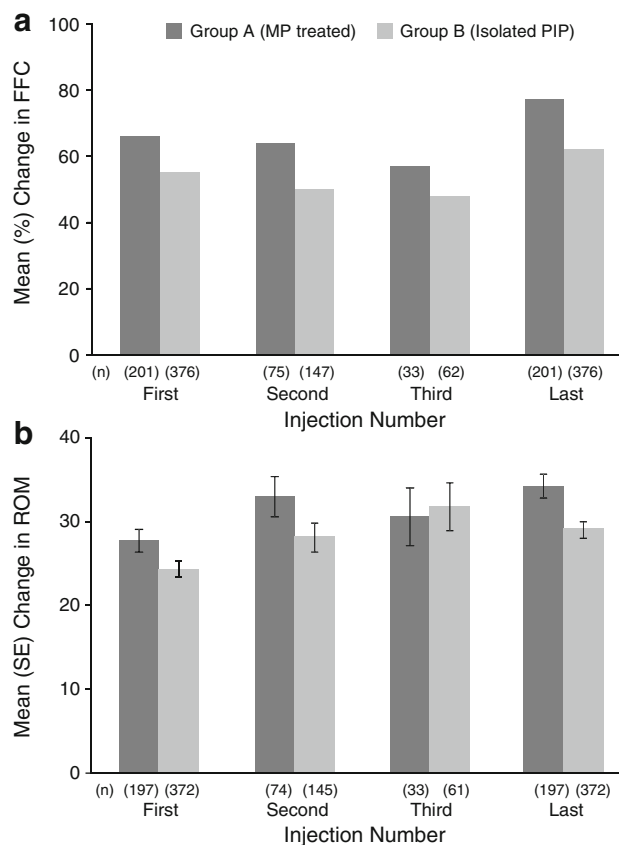 a
Group A (MP treated) Group B (Isolated PIP)
Mean (%) Change in FFC
100
80
60
40
20
0
(n) (201) (376) (75) (147) (33) (62) (201) (376)
First Second Third Last
Injection Number
b
Mean (SE) Change in ROM
40
30
20
10
0
(n) (197) (372) (74) (145) (33) (61) (197) (372)
First Second Third Last
Injection Number